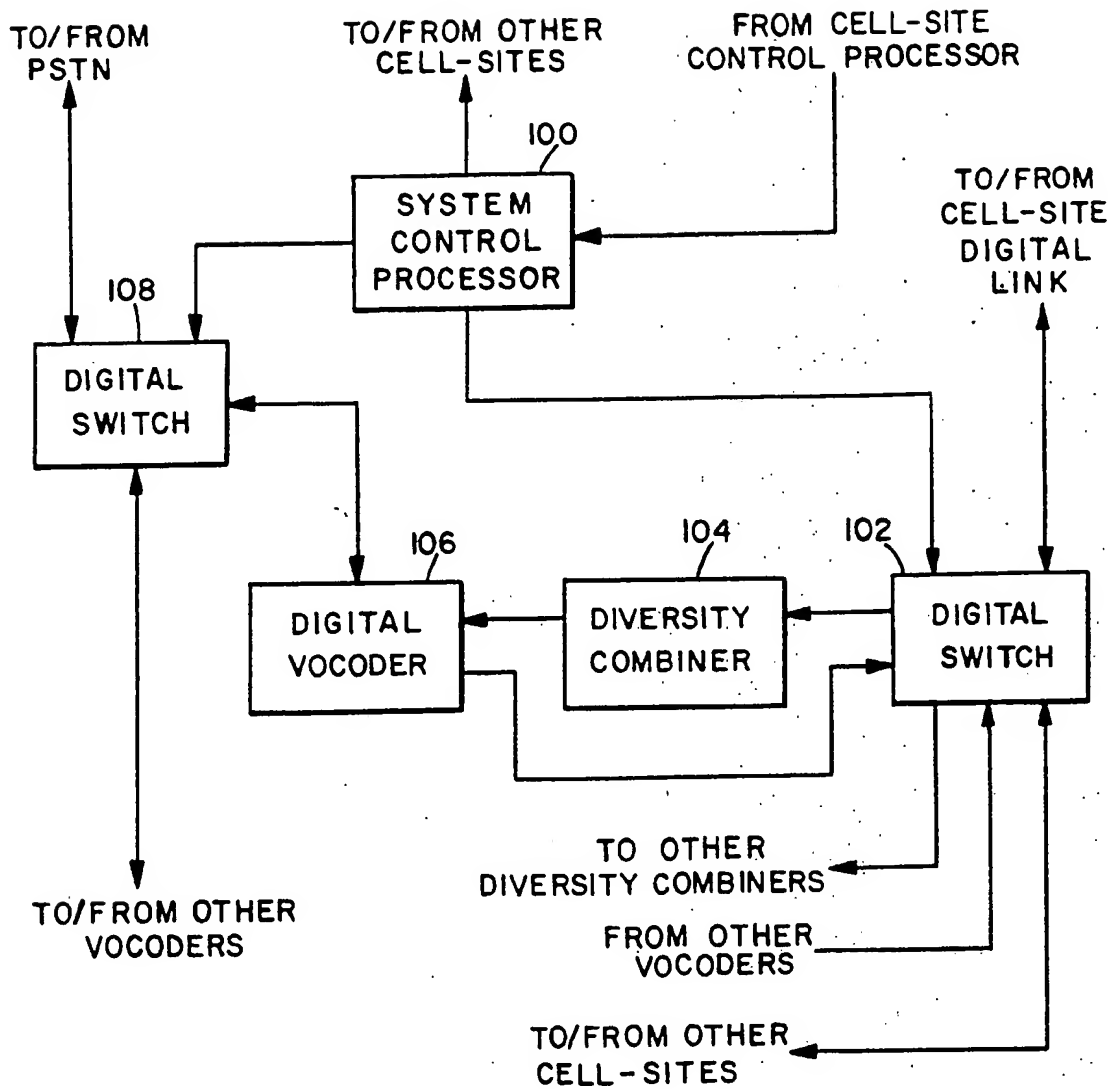 TO/FROM
PSTN
TO/FROM OTHER
CELL-SITES
FROM CELL-SITE
CONTROL PROCESSOR
100
SYSTEM
CONTROL
PROCESSOR
TO/FROM
CELL-SITE
DIGITAL
LINK
108
DIGITAL
SWITCH
106
DIGITAL
VOCODER
104
DIVERSITY
COMBINER
102
DIGITAL
SWITCH
TO OTHER
DIVERSITY COMBINERS
TO/FROM OTHER
VOCODERS
FROM OTHER
VOCODERS
TO/FROM OTHER
CELL-SITES